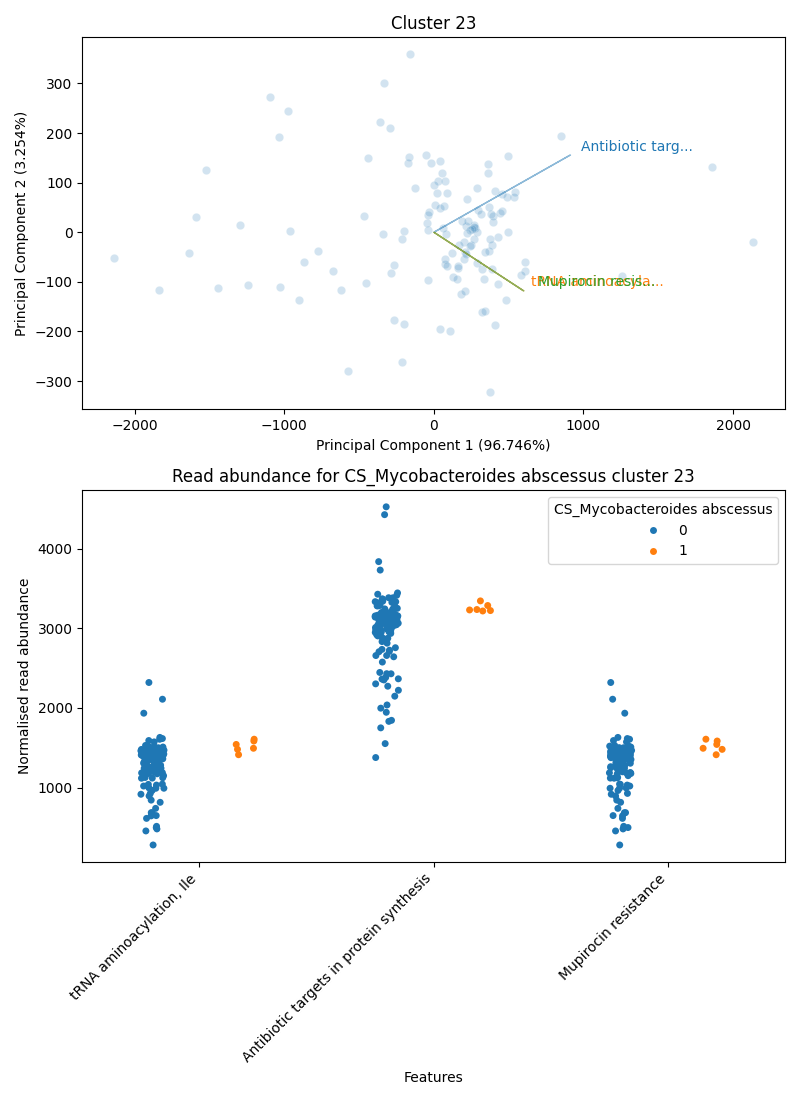 Cluster 23
300
200
100
0
−100
−200
−300
Principal Component 2 (3.254%)
Antibiotic targ...
Mupirocin resis...
−2000
−1000
0
1000
2000
Principal Component 1 (96.746%)
Read abundance for CS_Mycobacteroides abscessus cluster 23
CS_Mycobacteroides abscessus
0
1
4000
3000
2000
1000
Normalised read abundance
tRNA aminoacylation, Ile
Antibiotic targets in protein synthesis
Mupirocin resistance
Features